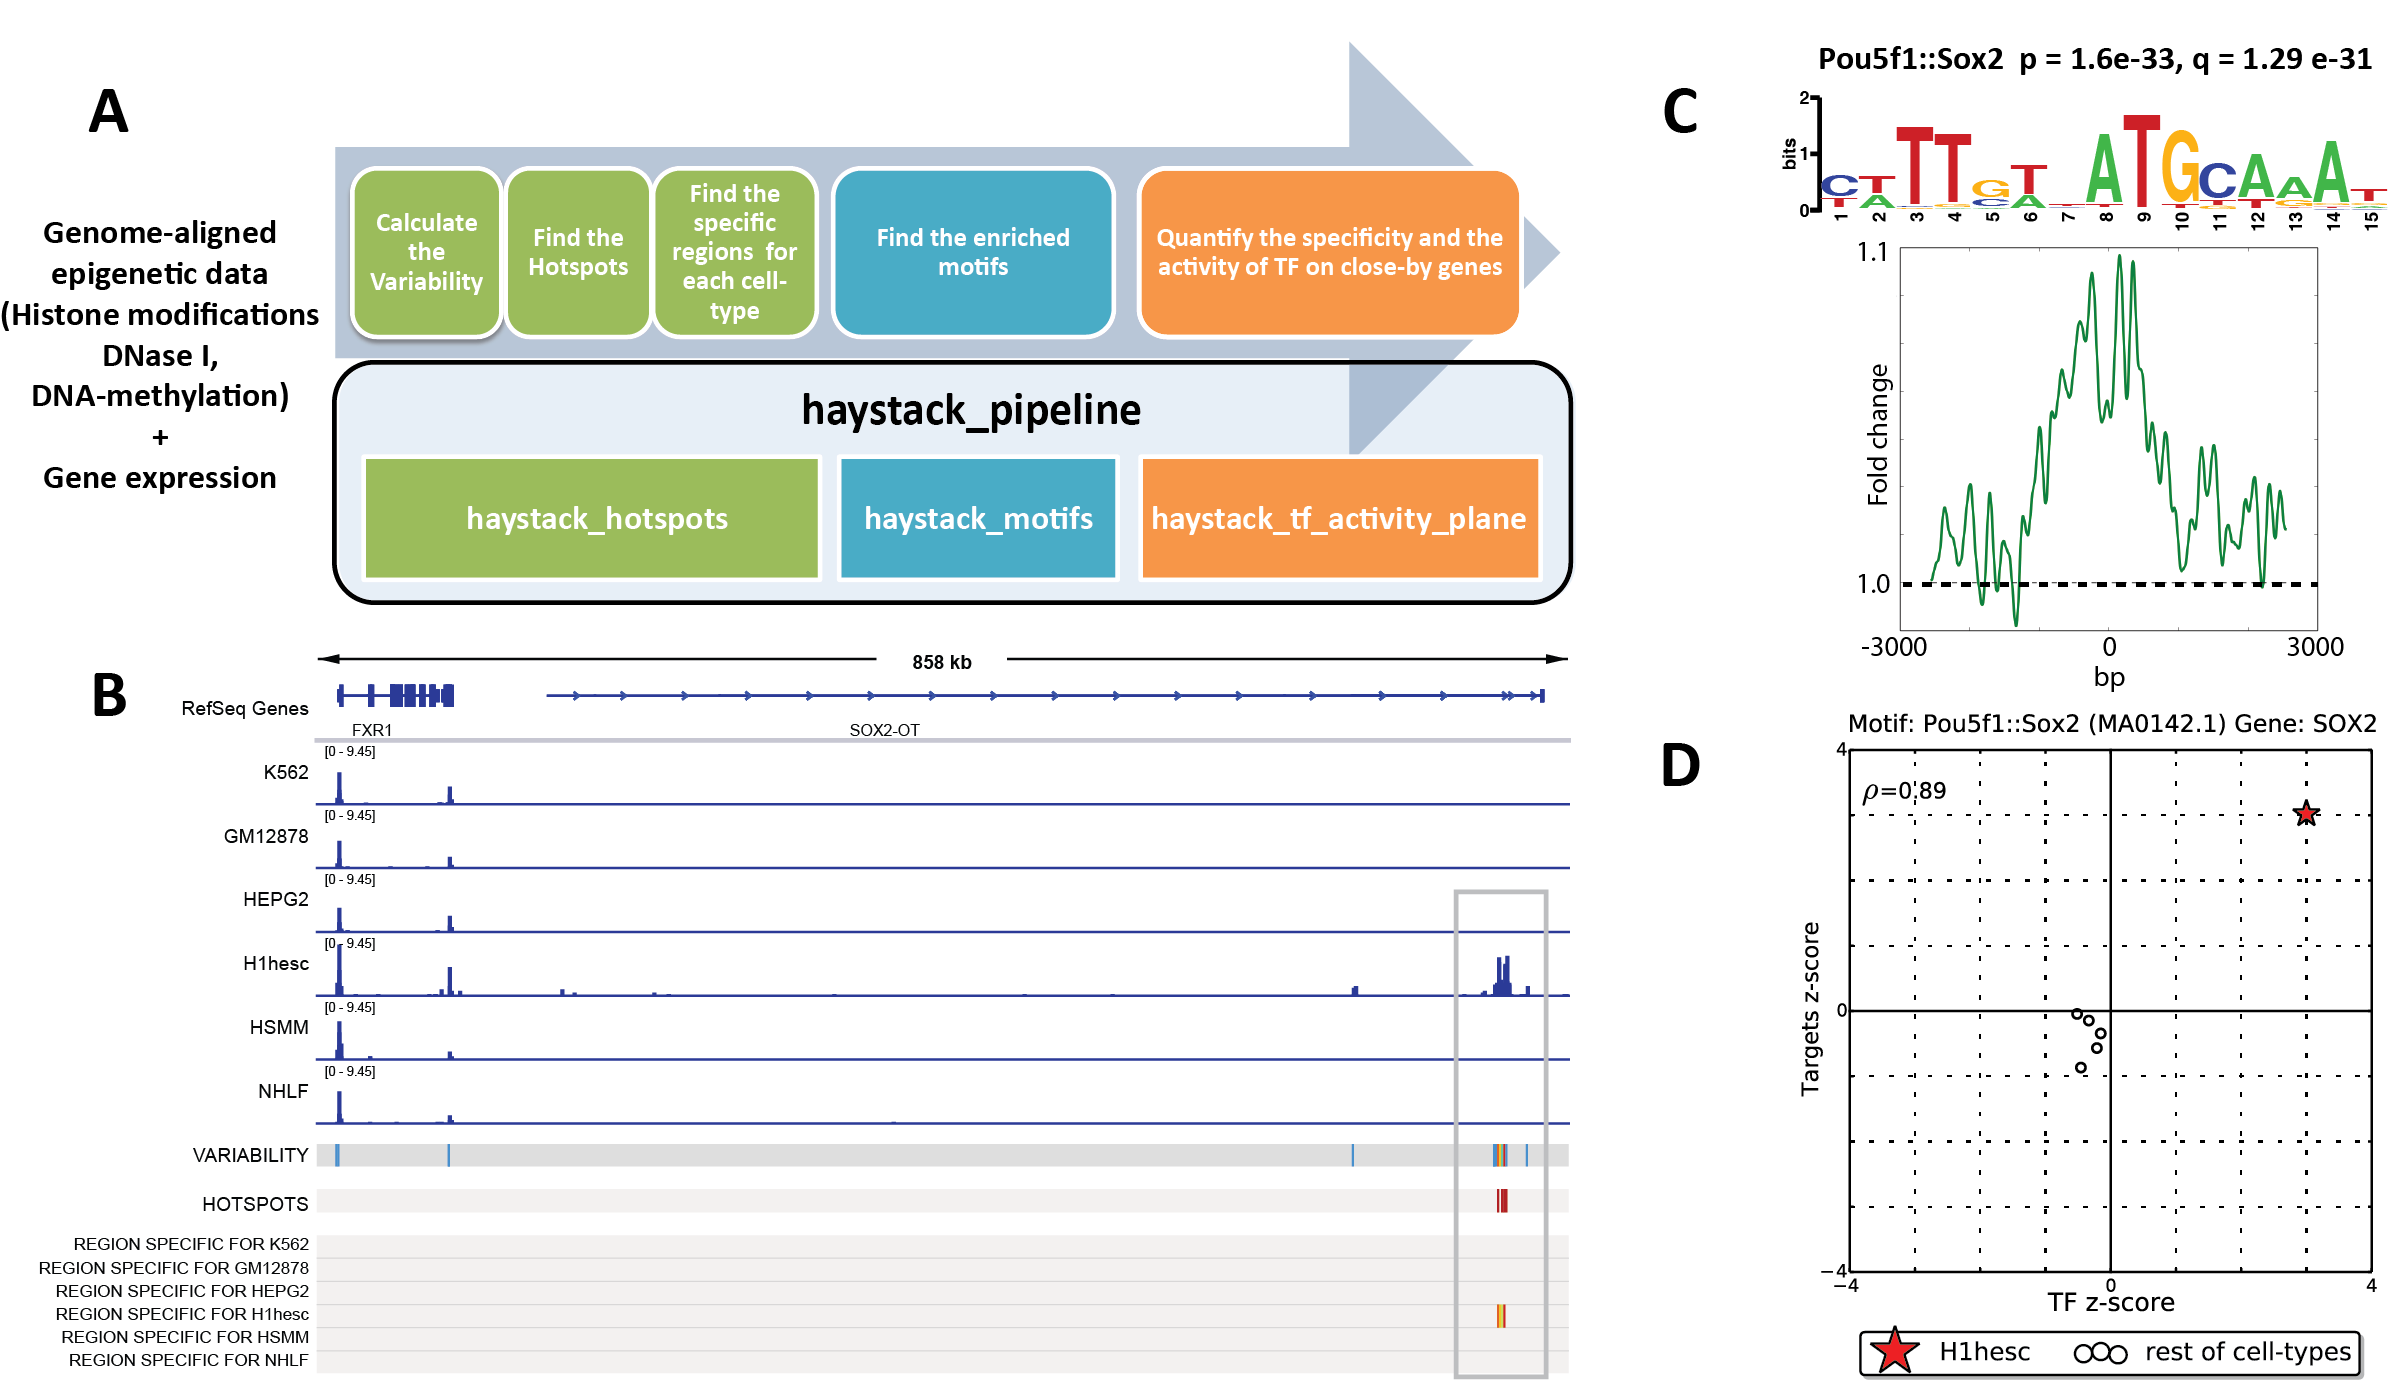 A
Genome-aligned
epigenetic data
(Histone modifications
DNase I,
DNA-methylation)
+
Gene expression
Calculate
the
Variability
Find the
Hotspots
Find the
specific
regions for
each cell-
type
Find the enriched
motifs
Quantify the specificity and the
activity of TF on close-by genes
haystack_pipeline
haystack_hotspots
haystack_motifs
haystack_tf_activity_plane
B
858 kb
RefSeq Genes
FXR1
SOX2-OT
[0 - 9.45]
K562
[0 - 9.45]
GM12878
[0 - 9.45]
HEPG2
[0 - 9.45]
H1hesc
[0 - 9.45]
HSMM
[0 - 9.45]
NHLF
VARIABILITY
HOTSPOTS
REGION SPECIFIC FOR K562
REGION SPECIFIC FOR GM12878
REGION SPECIFIC FOR HEPG2
REGION SPECIFIC FOR H1hesc
REGION SPECIFIC FOR HSMM
REGION SPECIFIC FOR NHLF
C
Pou5f1::Sox2 p = 1.6e-33, q = 1.29 e-31
2
1
0
bits
1 2 3 4 5 6 7 8 9 10 11 12 13 14 15
1.1
1.0
Fold change
-3000 0 3000
bp
D
Motif: Pou5f1::Sox2 (MA0142.1) Gene: SOX2
4
ρ=0.89
0
−4
Targets z-score
−4 0 4
TF z-score
H1hesc
rest of cell-types